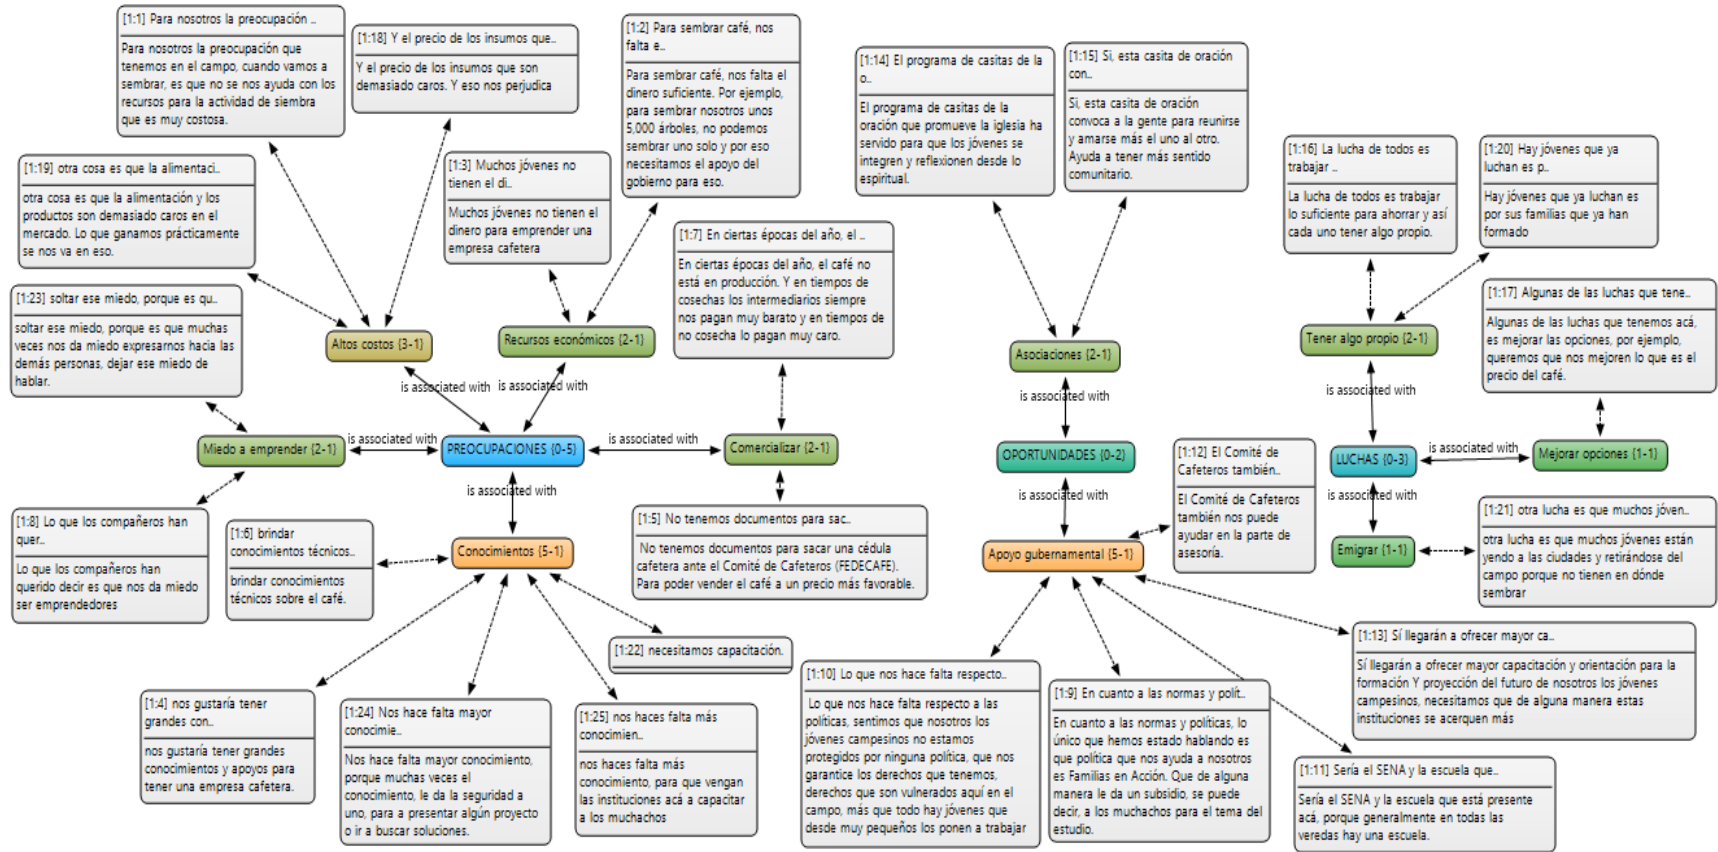 [1:1] Para nosotros la preocupación ..
Para nosotros la preocupación que
tenemos en el campo, cuando vamos a
sembrar, es que no se nos ayuda con los
recursos para la actividad de siembra
que es muy costosa.
[1:18] Y el precio de los insumos que..
Y el precio de los insumos que son
demasiado caros. Y eso nos perjudica
[1:2] Para sembrar café, nos
falta e..
Para sembrar café, nos falta el
dinero suficiente. Por ejemplo,
para sembrar nosotros unos
5,000 árboles, no podemos
sembrar uno solo y por eso
necesitamos el apoyo del
gobierno para eso.
[1:19] otra cosa es que la alimentaci..
otra cosa es que la alimentación y los
productos son demasiado caros en el
mercado. Lo que ganamos prácticamente
se nos va en eso.
[1:3] Muchos jóvenes no
tienen el di..
Muchos jóvenes no tienen el
dinero para emprender una
empresa cafetera
[1:7] En ciertas épocas del año, el ..
En ciertas épocas del año, el café no
está en producción. Y en tiempos de
cosechas los intermediarios siempre
nos pagan muy barato y en tiempos de
no cosecha lo pagan muy caro.
[1:23] soltar ese miedo, porque es qu..
soltar ese miedo, porque es que muchas
veces nos da miedo expresarnos hacia las
demás personas, dejar ese miedo de
hablar.
Altos costos {3-1}
Recursos económicos {2-1}
is associated with
is associated with
Miedo a emprender {2-1}
is associated with
PREOCUPACIONES {0-5}
is associated with
Comercializar {2-1}
is associated with
[1:8] Lo que los compañeros han
quer..
Lo que los compañeros han
querido decir es que nos da miedo
ser emprendedores
[1:6] brindar
conocimientos técnicos..
brindar conocimientos
técnicos sobre el café.
Conocimientos {5-1}
[1:5] No tenemos documentos para sac..
No tenemos documentos para sacar una cédula
cafetera ante el Comité de Cafeteros (FEDECAFE).
Para poder vender el café a un precio más favorable.
[1:22] necesitamos capacitación.
[1:4] nos gustaría tener
grandes con..
nos gustaría tener grandes
conocimientos y apoyos para
tener una empresa cafetera.
[1:24] Nos hace falta mayor
conocimie..
Nos hace falta mayor conocimiento,
porque muchas veces el
conocimiento, le da la seguridad a
uno, para a presentar algún proyecto
o ir a buscar soluciones.
[1:25] nos haces falta más
conocimien..
nos haces falta más
conocimiento, para que vengan
las instituciones acá a capacitar
a los muchachos
[1:14] El programa de casitas de la
o..
El programa de casitas de la
oración que promueve la iglesia ha
servido para que los jóvenes se
integren y reflexionen desde lo
espiritual.
[1:15] Si, esta casita de oración
con..
Si, esta casita de oración
convoca a la gente para reunirse
y amarse más el uno al otro.
Ayuda a tener más sentido
comunitario.
Asociaciones {2-1}
is associated with
OPORTUNIDADES {0-2}
is associated with
Apoyo gubernamental {5-1}
[1:12] El Comité de
Cafeteros también..
El Comité de Cafeteros
también nos puede
ayudar en la parte de
asesoría.
[1:10] Lo que nos hace falta respecto..
Lo que nos hace falta respecto a las
políticas, sentimos que nosotros los
jóvenes campesinos no estamos
protegidos por ninguna política, que nos
garantice los derechos que tenemos,
derechos que son vulnerados aquí en el
campo, más que todo hay jóvenes que
desde muy pequeños los ponen a trabajar
[1:9] En cuanto a las normas y polít..
En cuanto a las normas y políticas, lo
único que hemos estado hablando es
que política que nos ayuda a nosotros
es Familias en Acción. Que de alguna
manera le da un subsidio, se puede
decir, a los muchachos para el tema del
estudio.
[1:13] Sí llegarán a ofrecer mayor ca..
Sí llegarán a ofrecer mayor capacitación y orientación para la
formación Y proyección del futuro de nosotros los jóvenes
campesinos, necesitamos que de alguna manera estas
instituciones se acerquen más
[1:11] Sería el SENA y la escuela que..
Sería el SENA y la escuela que está presente
acá, porque generalmente en todas las
veredas hay una escuela.
[1:16] La lucha de todos es
trabajar ..
La lucha de todos es trabajar
lo suficiente para ahorrar y así
cada uno tener algo propio.
[1:20] Hay jóvenes que ya
luchan es p..
Hay jóvenes que ya luchan es
por sus familias que ya han
formado
[1:17] Algunas de las luchas que tene..
Algunas de las luchas que tenemos acá,
es mejorar las opciones, por ejemplo,
queremos que nos mejoren lo que es el
precio del café.
Tener algo propio {2-1}
is associated with
LUCHAS {0-3}
is associated with
Mejorar opciones {1-1}
is associated with
Emigrar {1-1}
[1:21] otra lucha es que muchos jóven..
otra lucha es que muchos jóvenes están
yendo a las ciudades y retirándose del
campo porque no tienen en dónde
sembrar